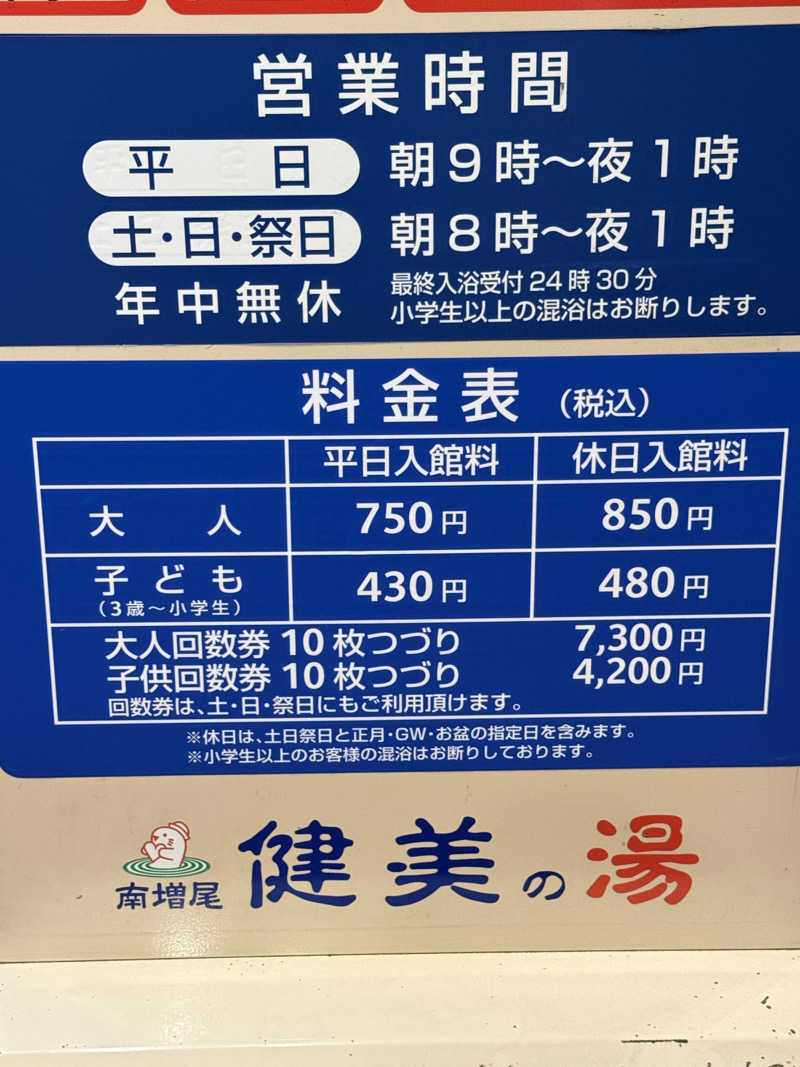 営業時間
平日 朝9時～夜1時
土・日・祭日 朝8時～夜1時
年中無休 最終入浴受付24時30分
小学生以上の混浴はお断りします。
料金表 (税込)
平日入館料 休日入館料
大人 750円 850円
子ども 430円 480円
(3歳～小学生)
大人回数券 10枚つづり 7,300円
子供回数券 10枚つづり 4,200円
回数券は、土・日・祭日にもご利用頂けます。
※休日は、土日祭日と正月・GW・お盆の指定日を含みます。
※小学生以上のお客様の混浴はお断りしております。
南増尾 健美の湯